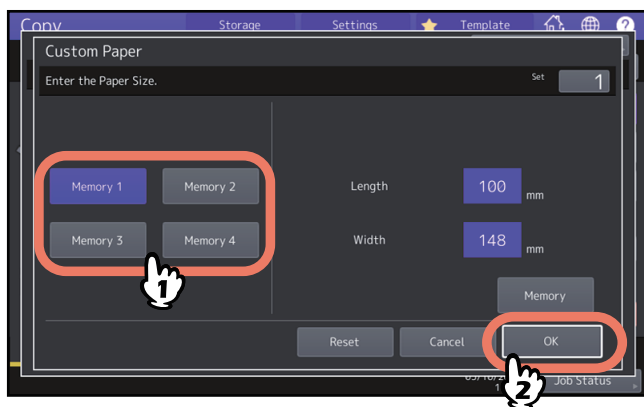 Copy Storage Settings Template ?
Custom Paper
Enter the Paper Size. Set 1
Memory 1 Memory 2 Length 100 mm
Memory 3 Memory 4 Width 148 mm
1
Memory
Reset Cancel OK
2 Job Status